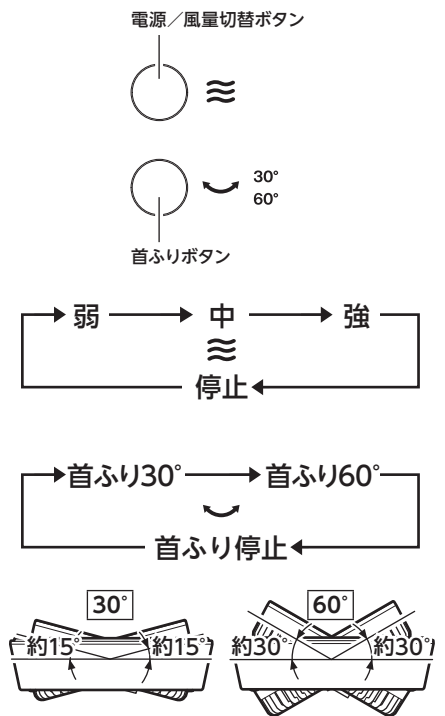 電源／風量切替ボタン
30°
60°
首ふりボタン
弱 中 強
停止
首ふり30° 首ふり60°
首ふり停止
30° 60°
約15° 約15° 約30° 約30°